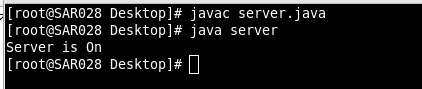 [root@SAR028 Desktop]# javac server.java
[root@SAR028 Desktop]# java server
Server is On
[root@SAR028 Desktop]#